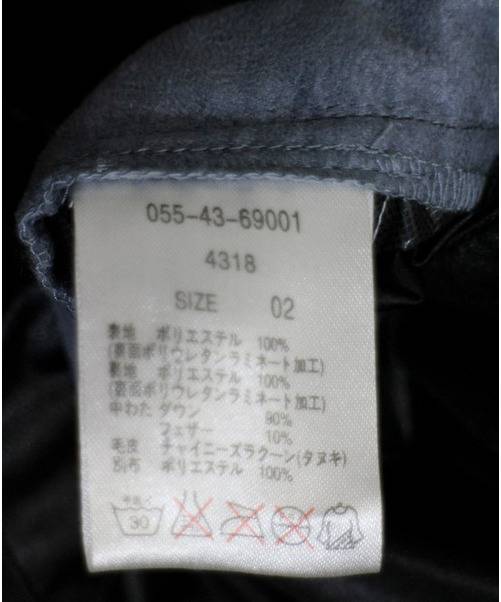 055-43-69001
4318
SIZE 02
表地 ポリエステル 100%
(裏面ポリウレタンラミネート加工)
裏地 ポリエステル 100%
(裏面ポリウレタンラミネート加工)
中わた ダウン 90%
フェザー 10%
毛皮 チャイニーズラクーン(タヌキ)
別布 ポリエステル 100%
30